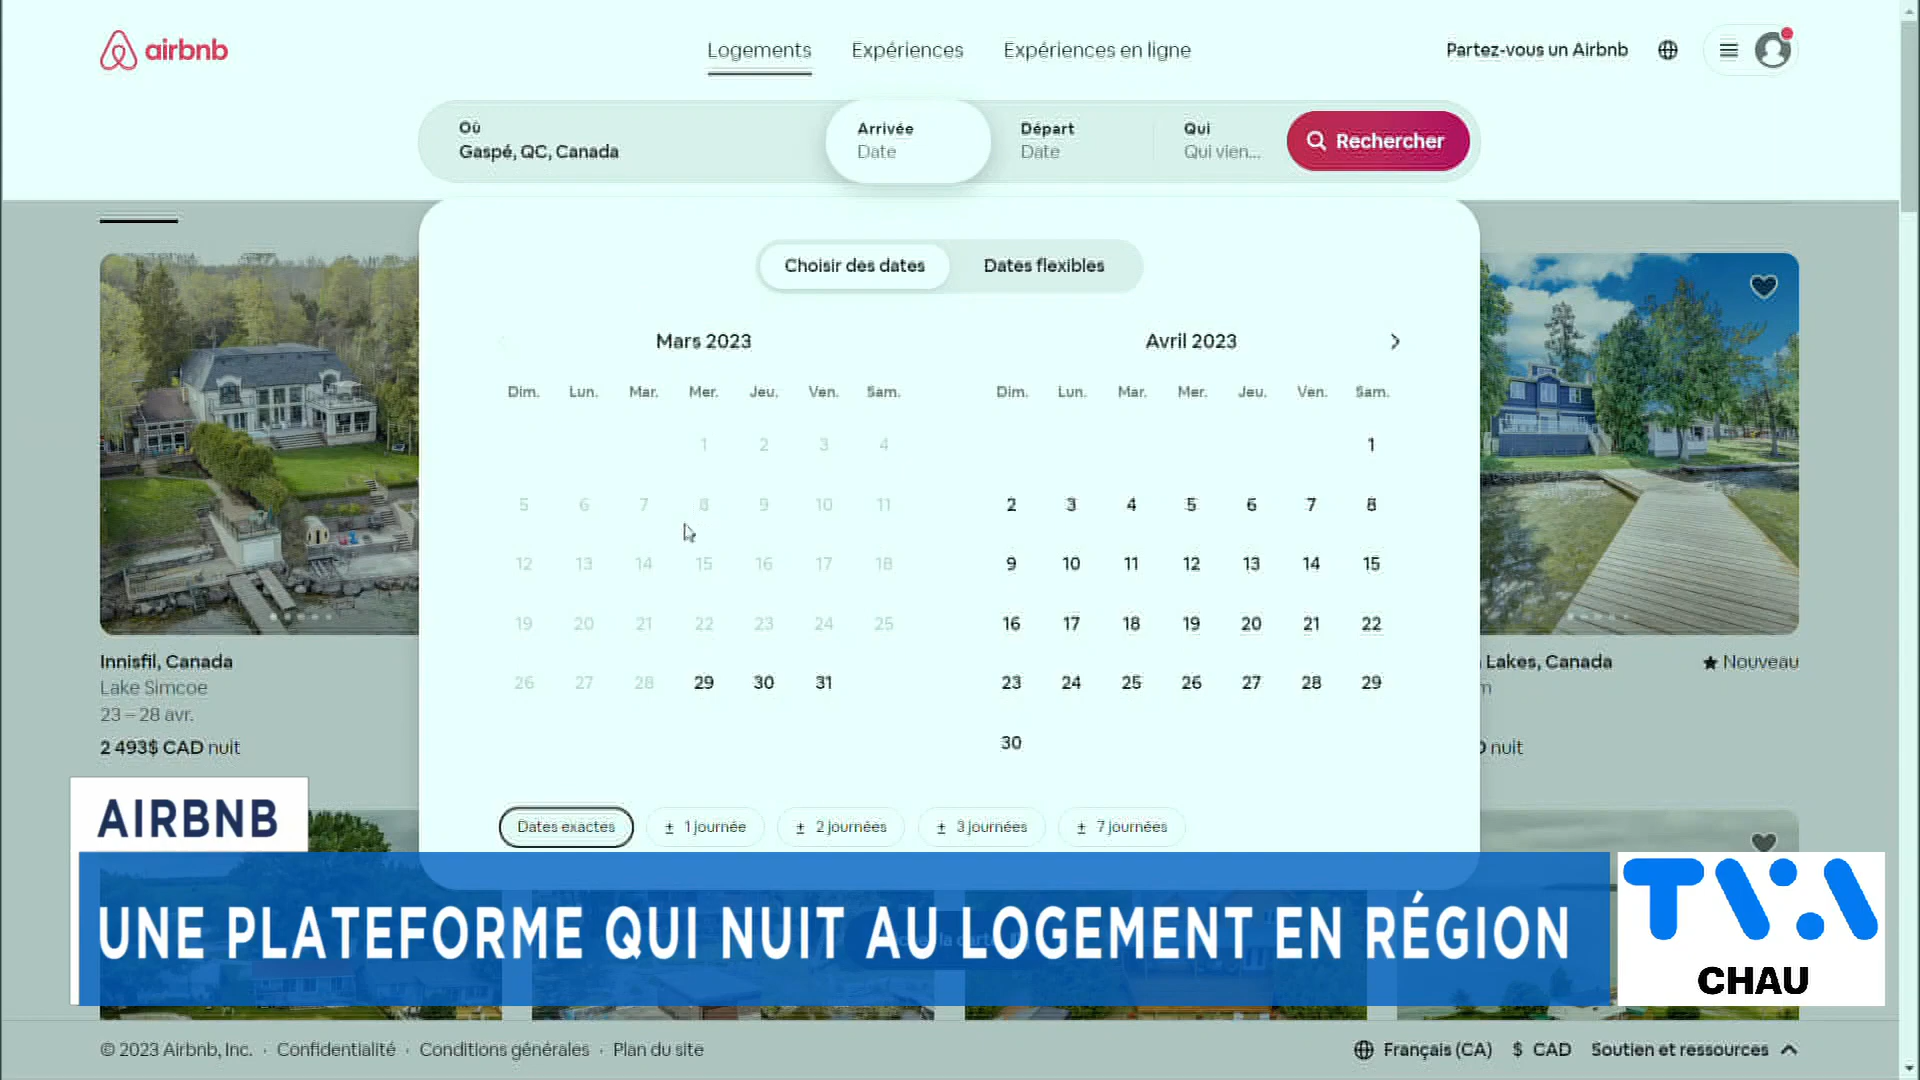 airbnb
Logements
Expériences
Expériences en ligne
Partez-vous un Airbnb
Où
Gaspé, QC, Canada
Arrivée
Date
Départ
Date
Qui
Qui vien...
Rechercher
Choisir des dates
Dates flexibles
Mars 2023
Dim. Lun. Mar. Mer. Jeu. Ven. Sam.
1 2 3 4
5 6 7 8 9 10 11
12 13 14 15 16 17 18
19 20 21 22 23 24 25
26 27 28 29 30 31
Avril 2023
Dim. Lun. Mar. Mer. Jeu. Ven. Sam.
1
2 3 4 5 6 7 8
9 10 11 12 13 14 15
16 17 18 19 20 21 22
23 24 25 26 27 28 29
30
Dates exactes
± 1 journée
± 2 journées
± 3 journées
± 7 journées
Innisfil, Canada
Lake Simcoe
23 – 28 avr.
2 493$ CAD nuit
Lakes, Canada
Nouveau
nuit
AIRBNB
UNE PLATEFORME QUI NUIT AU LOGEMENT EN RÉGION
TVA
CHAU
© 2023 Airbnb, Inc. · Confidentialité · Conditions générales · Plan du site
Français (CA) $ CAD Soutien et ressources